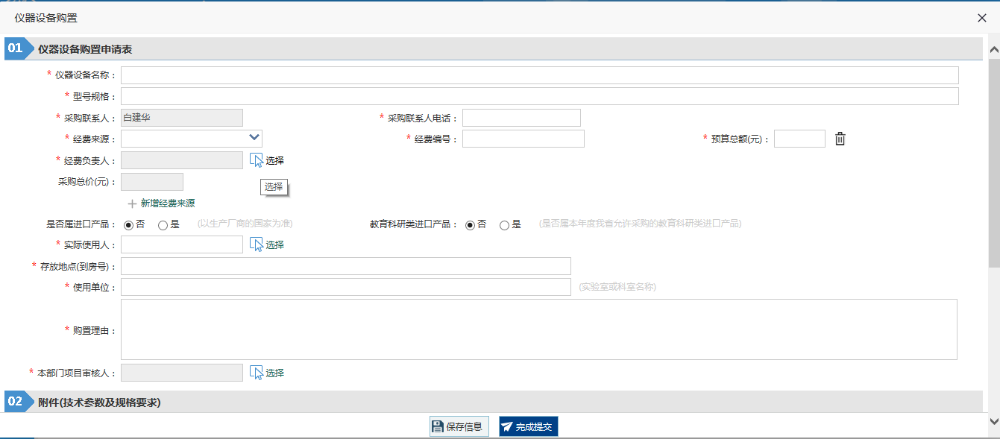 仪器设备购置
01 仪器设备购置申请表
* 仪器设备名称：
* 型号规格：
* 采购联系人： 白建华 * 采购联系人电话：
* 经费来源： * 经费编号： * 预算总额(元)：
* 经费负责人： 选择
采购总价(元)： 选择
新增经费来源
是否属进口产品： 否 是 (以生产厂商的国家为准) 教育科研类进口产品： 否 是 (是否属本年度我省允许采购的教育科研类进口产品)
* 实际使用人： 选择
* 存放地点(到房号)：
* 使用单位： (实验室或科室名称)
* 购置理由：
* 本部门项目审核人： 选择
02 附件(技术参数及规格要求)
保存信息 完成提交